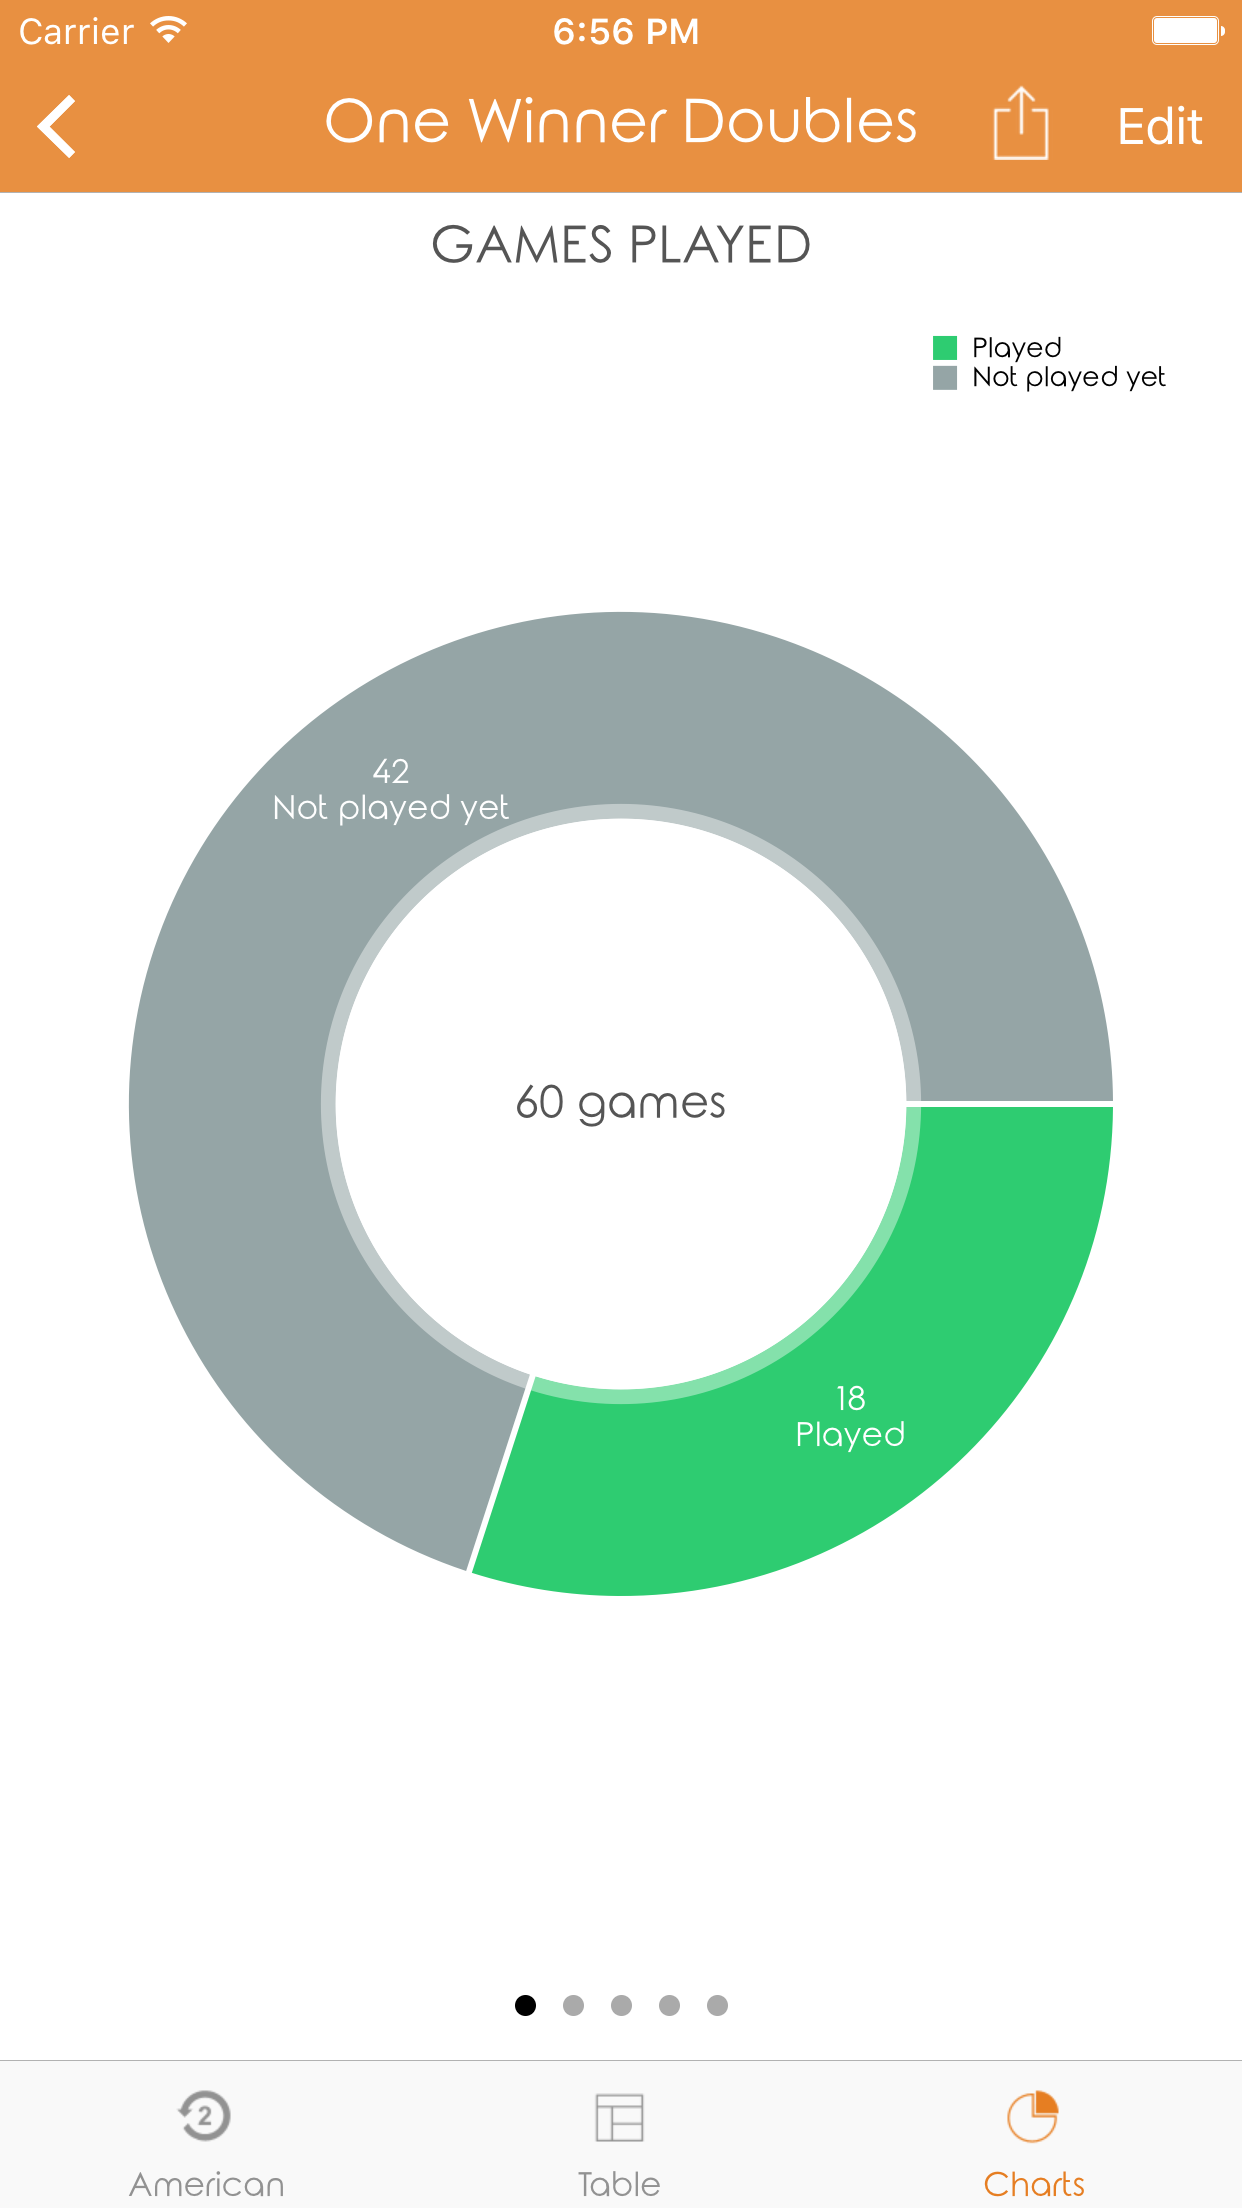 Carrier 6:56 PM
One Winner Doubles Edit
GAMES PLAYED
Played
Not played yet
42
Not played yet
60 games
18
Played
2
American Table Charts